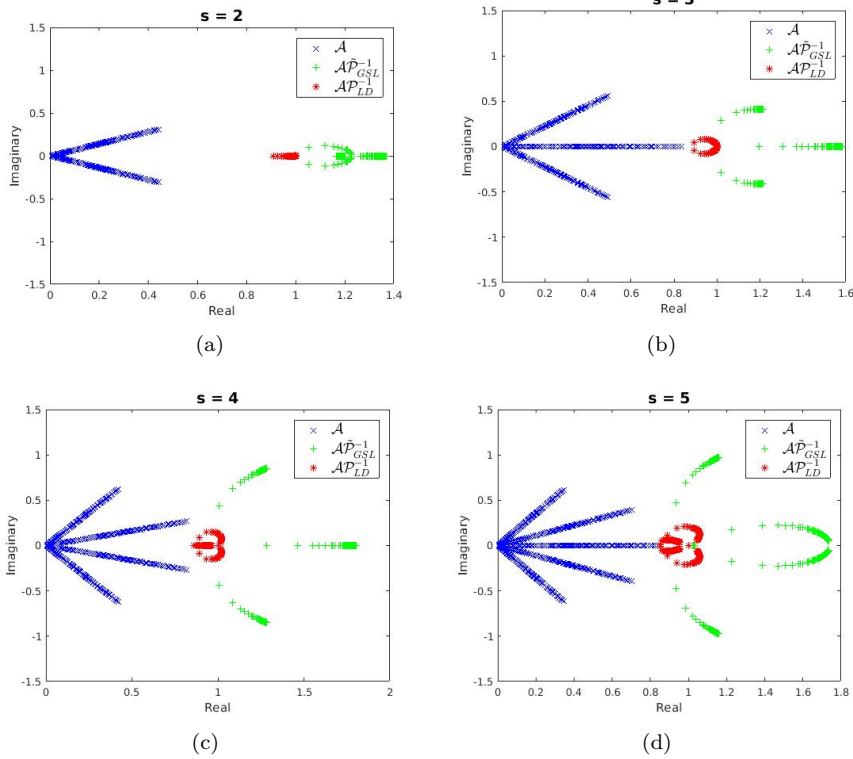 s = 2
1.5
1
0.5
0
-0.5
-1
-1.5
Imaginary
0 0.2 0.4 0.6 0.8 1 1.2 1.4
Real
𝒜
𝒜𝒫̃⁻¹_GSL
𝒜𝒫⁻¹_LD
(a)
s = 3
1.5
1
0.5
0
-0.5
-1
-1.5
Imaginary
0 0.2 0.4 0.6 0.8 1 1.2 1.4 1.6
Real
𝒜
𝒜𝒫̃⁻¹_GSL
𝒜𝒫⁻¹_LD
(b)
s = 4
1.5
1
0.5
0
-0.5
-1
-1.5
Imaginary
0 0.5 1 1.5 2
Real
𝒜
𝒜𝒫̃⁻¹_GSL
𝒜𝒫⁻¹_LD
(c)
s = 5
1.5
1
0.5
0
-0.5
-1
-1.5
Imaginary
0 0.2 0.4 0.6 0.8 1 1.2 1.4 1.6 1.8
Real
𝒜
𝒜𝒫̃⁻¹_GSL
𝒜𝒫⁻¹_LD
(d)